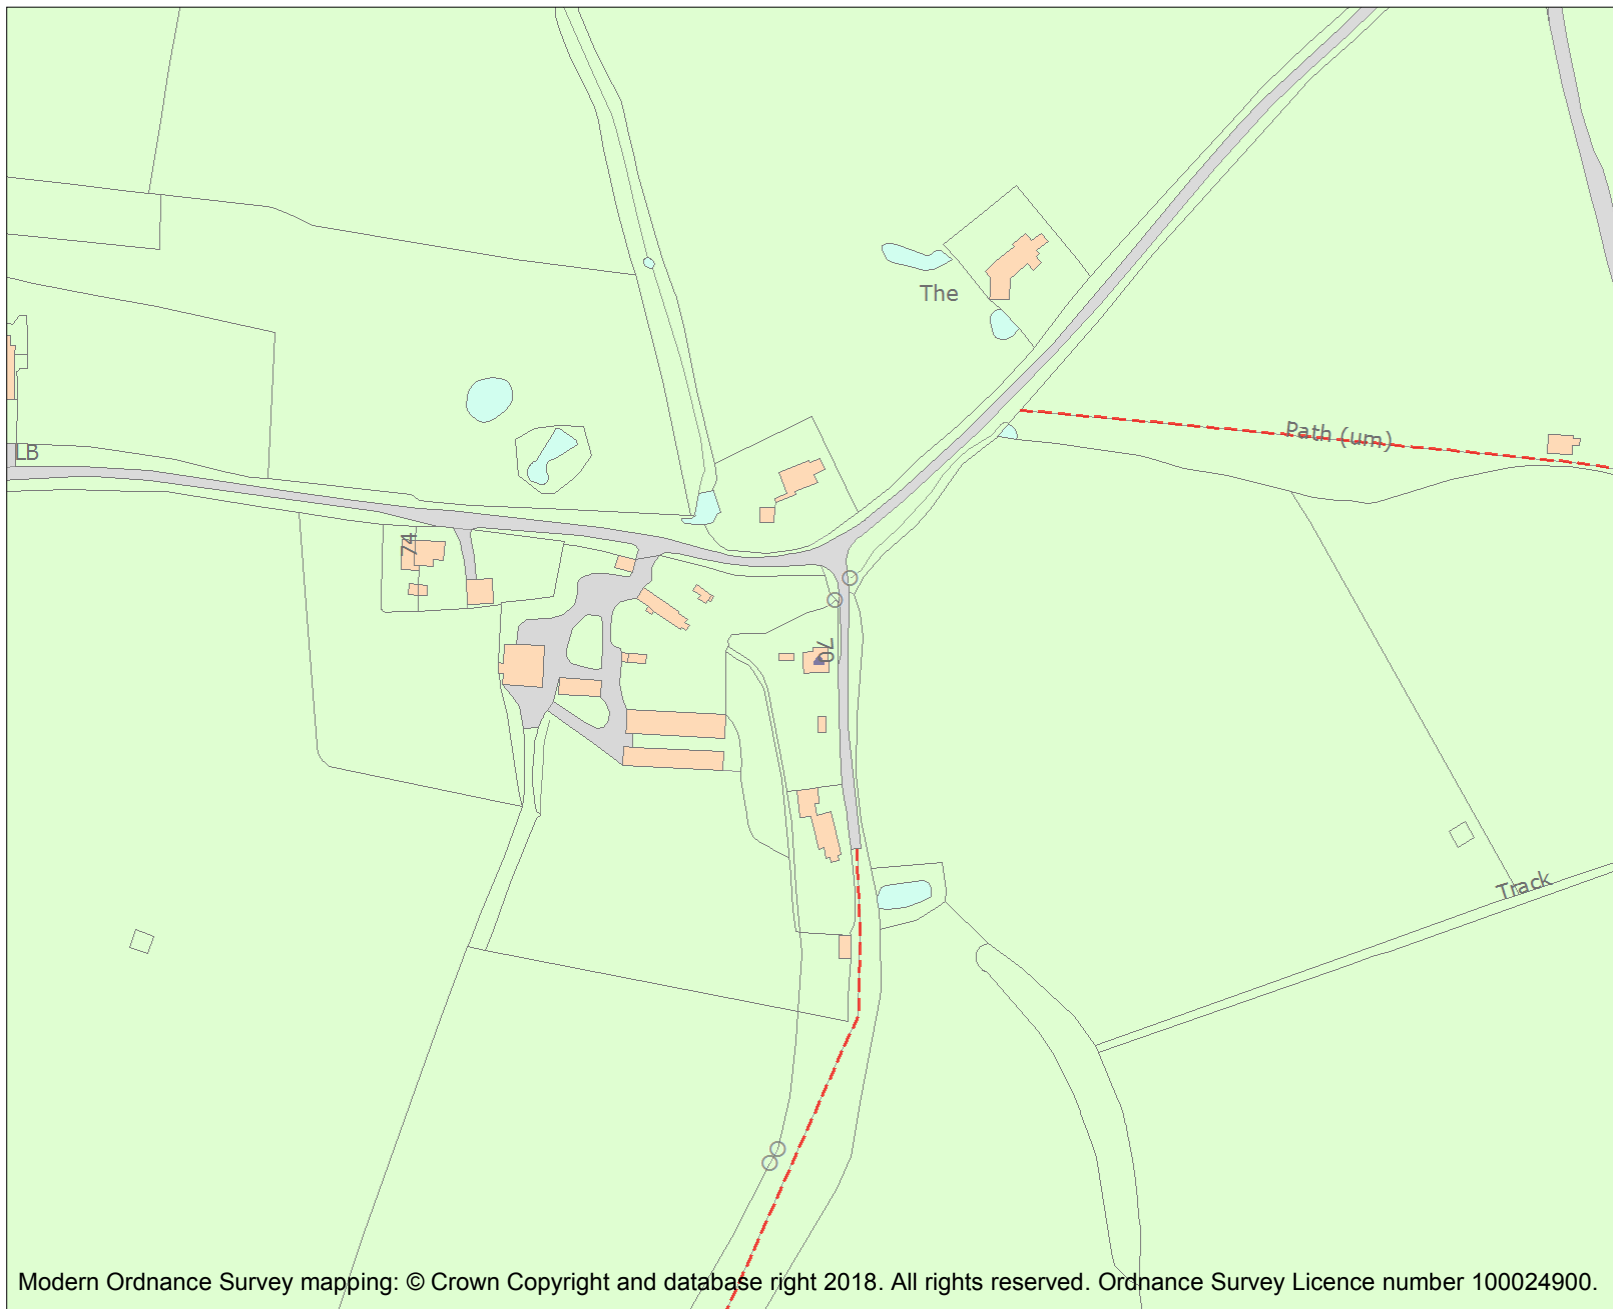 The
Path (um)
LB
74
70
Track
Modern Ordnance Survey mapping: © Crown Copyright and database right 2018. All rights reserved. Ordnance Survey Licence number 100024900.